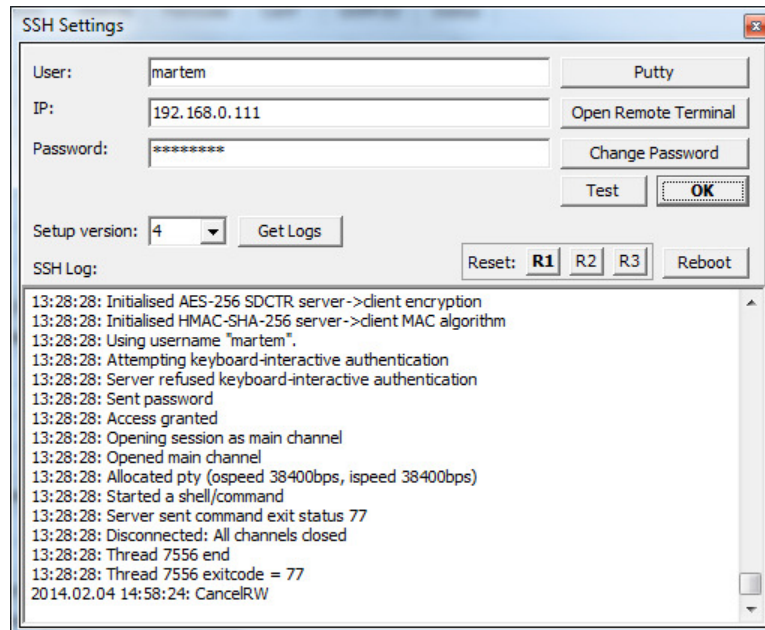 SSH Settings
User: martem Putty
IP: 192.168.0.111 Open Remote Terminal
Password: ******** Change Password
Test OK
Setup version: 4 Get Logs
SSH Log: Reset: R1 R2 R3 Reboot
13:28:28: Initialised AES-256 SDCTR server->client encryption
13:28:28: Initialised HMAC-SHA-256 server->client MAC algorithm
13:28:28: Using username "martem".
13:28:28: Attempting keyboard-interactive authentication
13:28:28: Server refused keyboard-interactive authentication
13:28:28: Sent password
13:28:28: Access granted
13:28:28: Opening session as main channel
13:28:28: Opened main channel
13:28:28: Allocated pty (ospeed 38400bps, ispeed 38400bps)
13:28:28: Started a shell/command
13:28:28: Server sent command exit status 77
13:28:28: Disconnected: All channels closed
13:28:28: Thread 7556 end
13:28:28: Thread 7556 exitcode = 77
2014.02.04 14:58:24: CancelRW